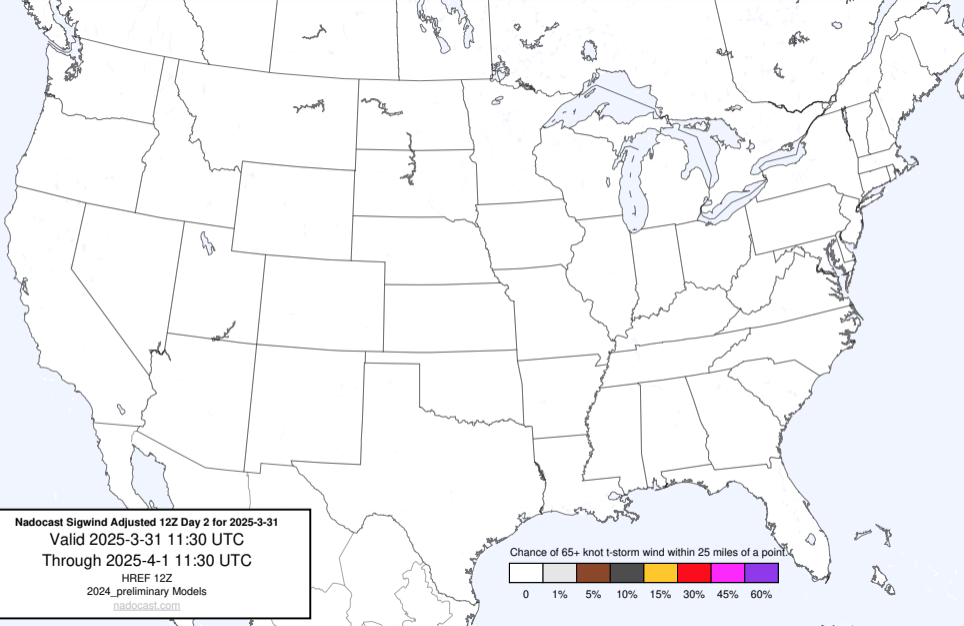 Nadocast Sigwind Adjusted 12Z Day 2 for 2025-3-31
Valid 2025-3-31 11:30 UTC
Through 2025-4-1 11:30 UTC
HREF 12Z
2024_preliminary Models
nadocast.com
Chance of 65+ knot t-storm wind within 25 miles of a point.
0 1% 5% 10% 15% 30% 45% 60%